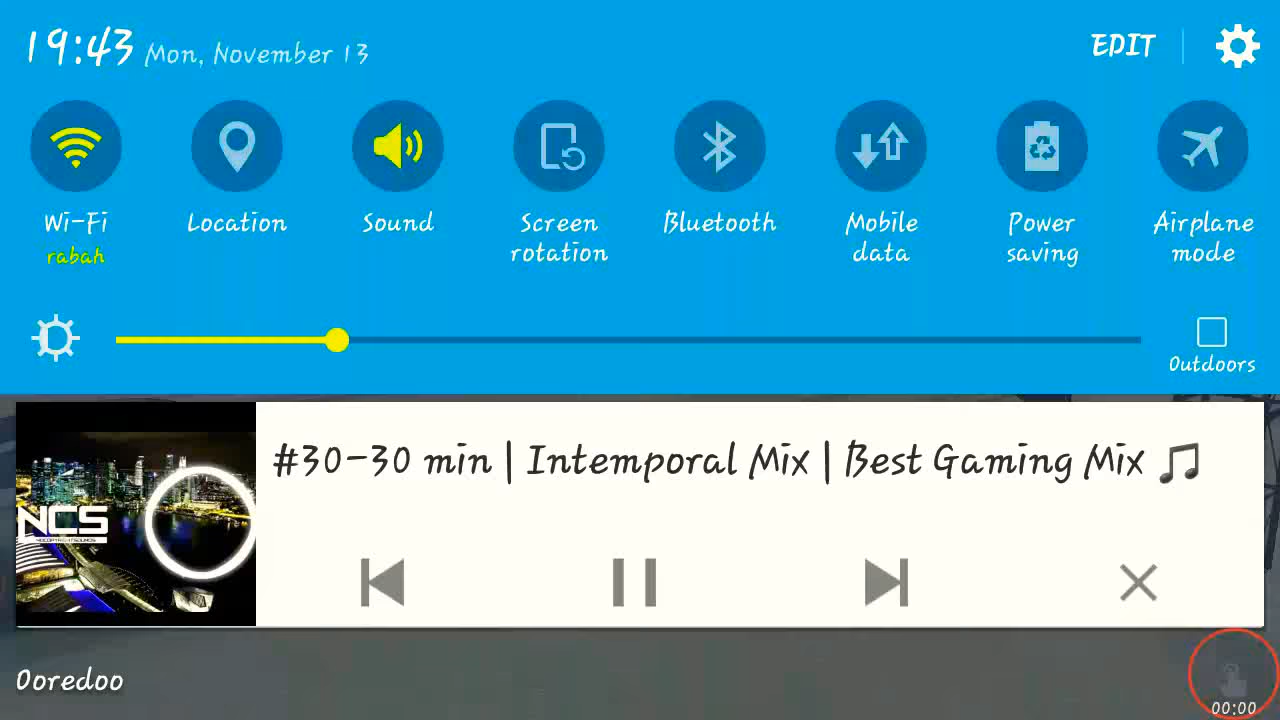 19:43 Mon, November 13
EDIT
Wi-Fi
rabah
Location
Sound
Screen
rotation
Bluetooth
Mobile
data
Power
saving
Airplane
mode
Outdoors
#30-30 min | Intemporal Mix | Best Gaming Mix 🎵
NCS
Ooredoo
00:00